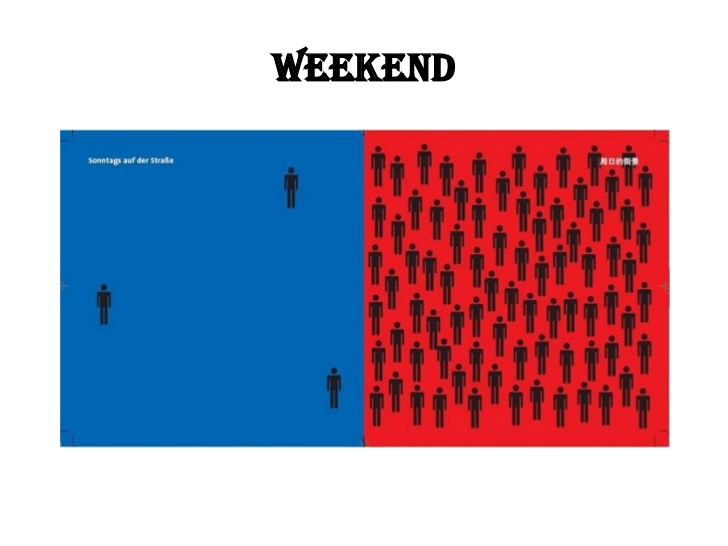 WEEKEND
Sonntags auf der Straße
周日的街景